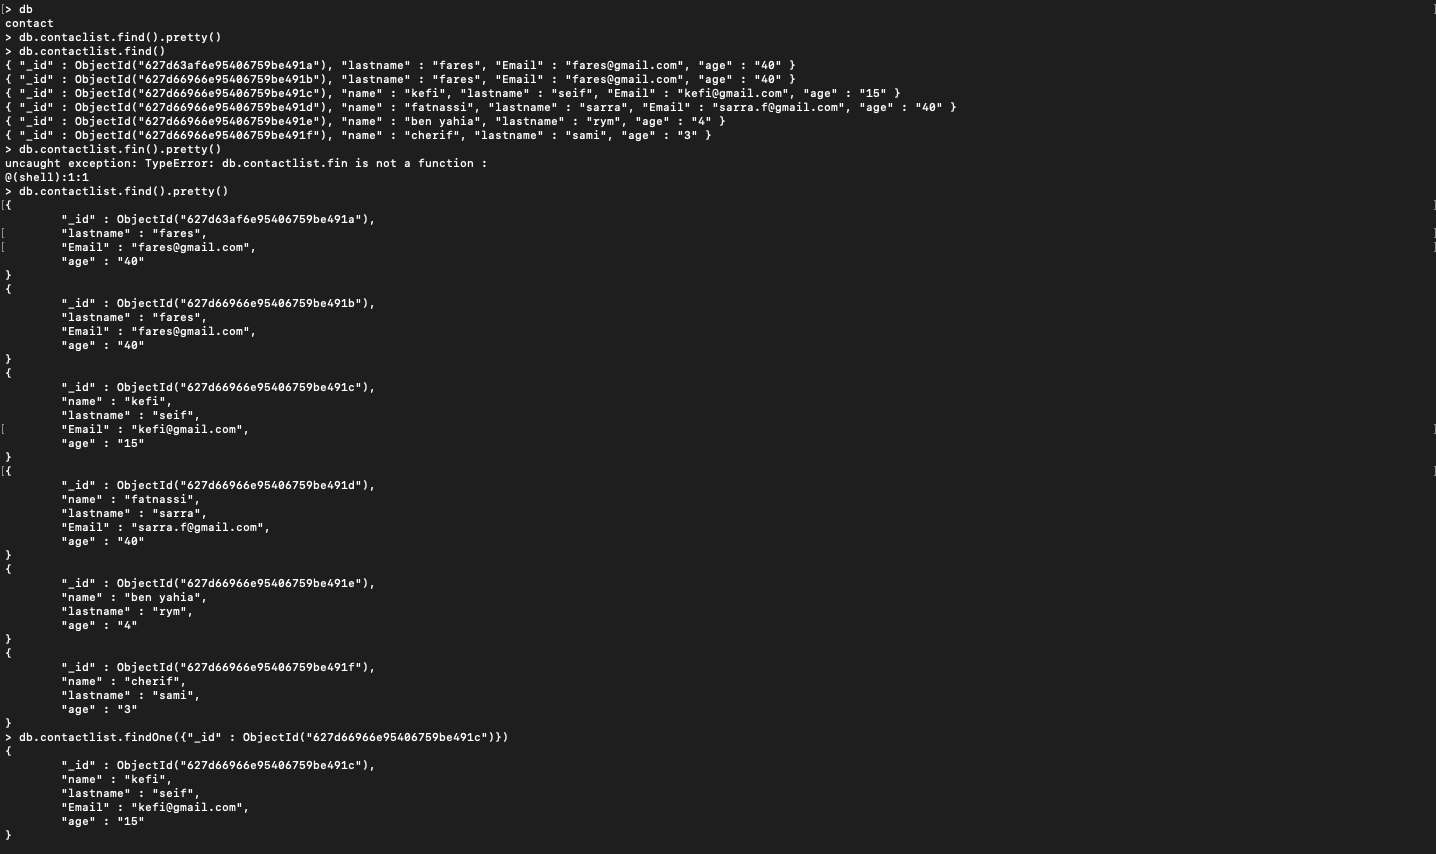 [> db ]
contact
> db.contaclist.find().pretty()
> db.contactlist.find()
{ "_id" : ObjectId("627d63af6e95406759be491a"), "lastname" : "fares", "Email" : "fares@gmail.com", "age" : "40" }
{ "_id" : ObjectId("627d66966e95406759be491b"), "lastname" : "fares", "Email" : "fares@gmail.com", "age" : "40" }
{ "_id" : ObjectId("627d66966e95406759be491c"), "name" : "kefi", "lastname" : "seif", "Email" : "kefi@gmail.com", "age" : "15" }
{ "_id" : ObjectId("627d66966e95406759be491d"), "name" : "fatnassi", "lastname" : "sarra", "Email" : "sarra.f@gmail.com", "age" : "40" }
{ "_id" : ObjectId("627d66966e95406759be491e"), "name" : "ben yahia", "lastname" : "rym", "age" : "4" }
{ "_id" : ObjectId("627d66966e95406759be491f"), "name" : "cherif", "lastname" : "sami", "age" : "3" }
> db.contactlist.fin().pretty()
uncaught exception: TypeError: db.contactlist.fin is not a function :
@(shell):1:1
> db.contactlist.find().pretty()
[{ ]
"_id" : ObjectId("627d63af6e95406759be491a"),
[ "lastname" : "fares", ]
[ "Email" : "fares@gmail.com", ]
"age" : "40"
}
{
"_id" : ObjectId("627d66966e95406759be491b"),
"lastname" : "fares",
"Email" : "fares@gmail.com",
"age" : "40"
}
{
"_id" : ObjectId("627d66966e95406759be491c"),
"name" : "kefi",
"lastname" : "seif",
[ "Email" : "kefi@gmail.com", ]
"age" : "15"
}
[{ ]
"_id" : ObjectId("627d66966e95406759be491d"),
"name" : "fatnassi",
"lastname" : "sarra",
"Email" : "sarra.f@gmail.com",
"age" : "40"
}
{
"_id" : ObjectId("627d66966e95406759be491e"),
"name" : "ben yahia",
"lastname" : "rym",
"age" : "4"
}
{
"_id" : ObjectId("627d66966e95406759be491f"),
"name" : "cherif",
"lastname" : "sami",
"age" : "3"
}
> db.contactlist.findOne({"_id" : ObjectId("627d66966e95406759be491c")})
{
"_id" : ObjectId("627d66966e95406759be491c"),
"name" : "kefi",
"lastname" : "seif",
"Email" : "kefi@gmail.com",
"age" : "15"
}